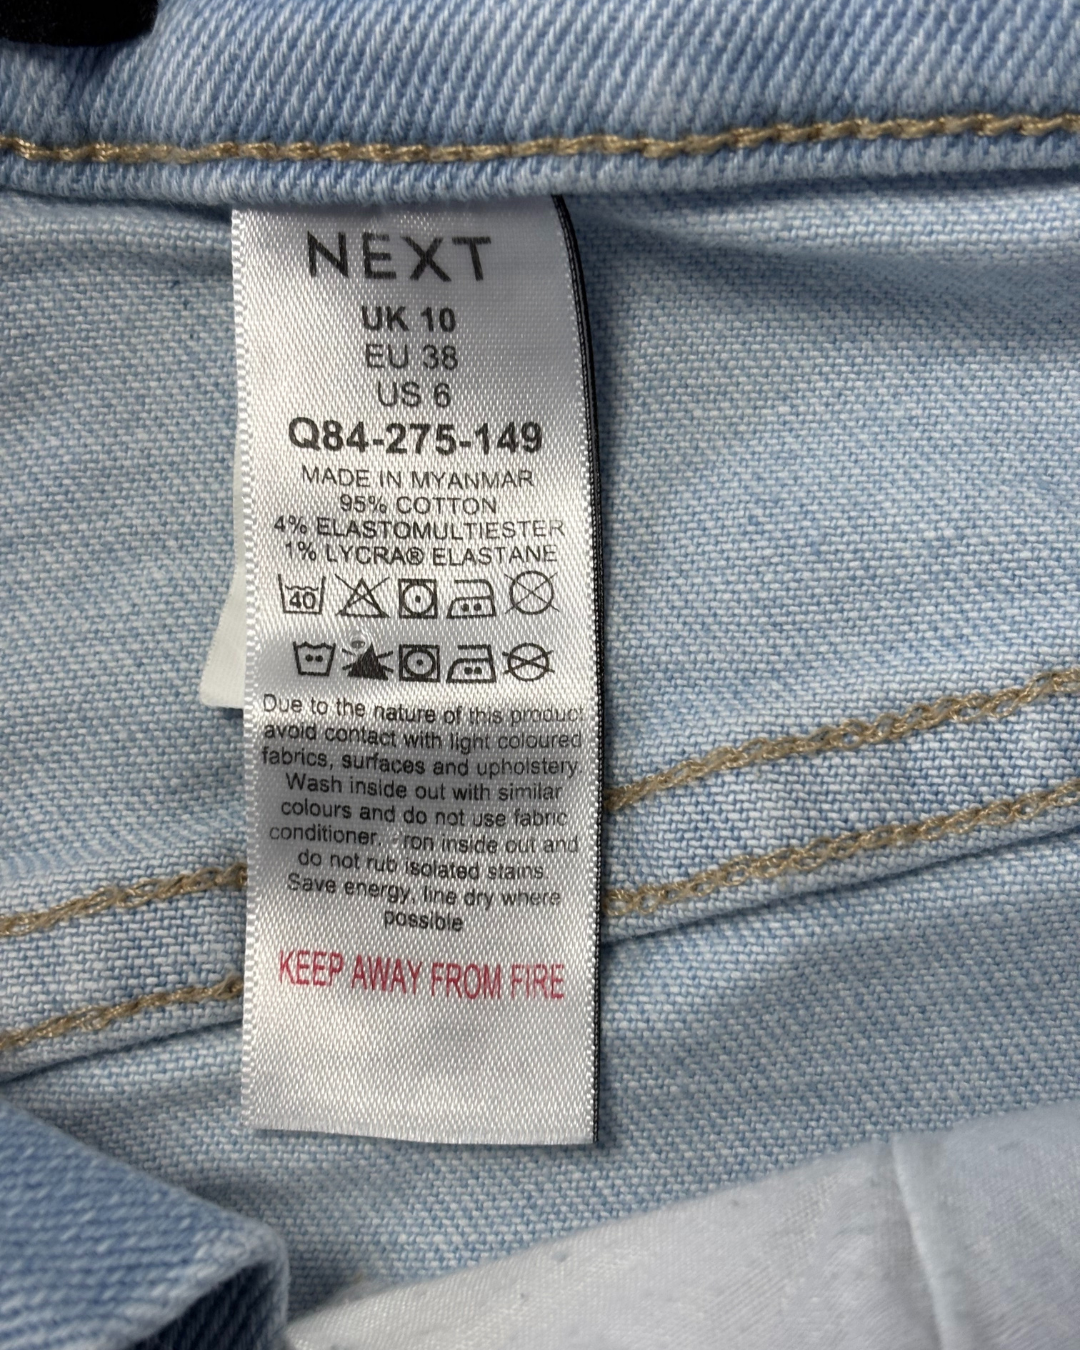 NEXT
UK 10
EU 38
US 6
Q84-275-149
MADE IN MYANMAR
95% COTTON
4% ELASTOMULTIESTER
1% LYCRA® ELASTANE
40
Due to the nature of this product
avoid contact with light coloured
fabrics, surfaces and upholstery.
Wash inside out with similar
colours and do not use fabric
conditioner. ron inside out and
do not rub isolated stains.
Save energy, line dry where
possible
KEEP AWAY FROM FIRE